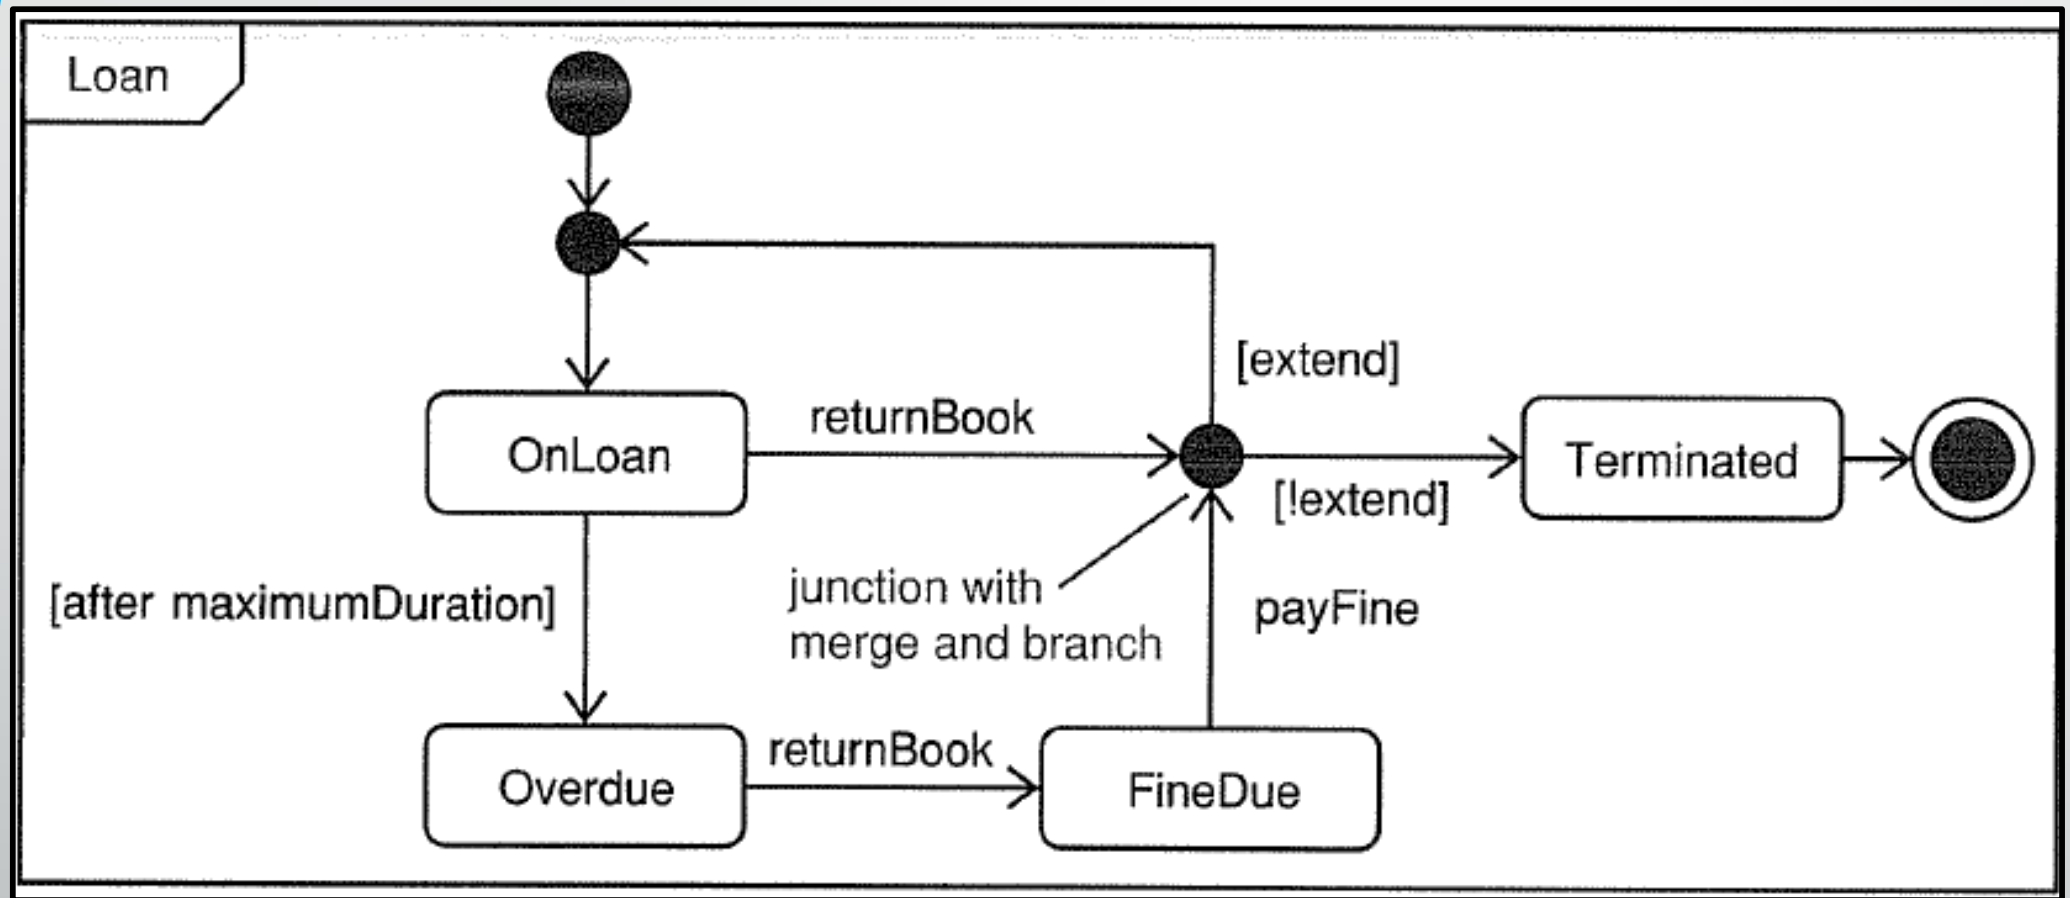 Loan
[extend]
returnBook
OnLoan
Terminated
[!extend]
[after maximumDuration]
junction with
merge and branch
payFine
returnBook
Overdue
FineDue